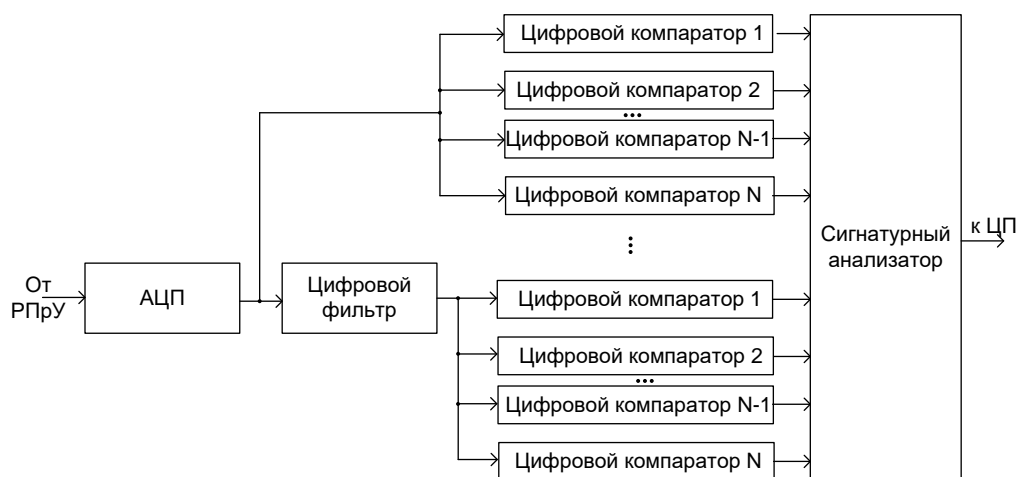 Цифровой компаратор 1
Цифровой компаратор 2
...
Цифровой компаратор N-1
Цифровой компаратор N
...
От
РПрУ
АЦП
Цифровой
фильтр
Цифровой компаратор 1
Цифровой компаратор 2
...
Цифровой компаратор N-1
Цифровой компаратор N
Сигнатурный
анализатор
к ЦП